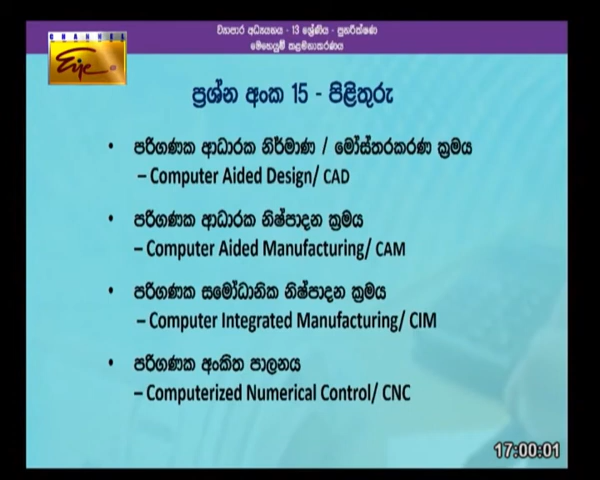 ව්‍යාපාර අධ්‍යයනය - 13 ශ්‍රේණිය - පුනරීක්ෂණ
මෙහෙයුම් කළමනාකරණය
CHANNEL
Eye
ප්‍රශ්න අංක 15 - පිළිතුරු
• පරිගණක ආධාරක නිර්මාණ / මෝස්තරකරණ ක්‍රමය
– Computer Aided Design/ CAD
• පරිගණක ආධාරක නිෂ්පාදන ක්‍රමය
– Computer Aided Manufacturing/ CAM
• පරිගණක සමෝධානික නිෂ්පාදන ක්‍රමය
– Computer Integrated Manufacturing/ CIM
• පරිගණක අංකිත පාලනය
– Computerized Numerical Control/ CNC
17:00:01